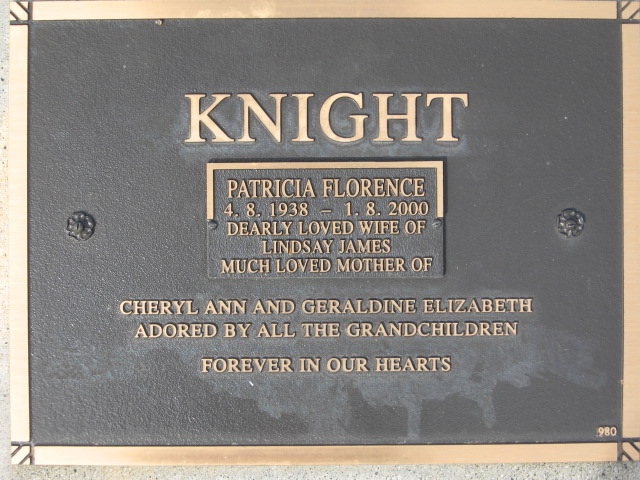 KNIGHT
PATRICIA FLORENCE
4. 8. 1938 – 1. 8. 2000
DEARLY LOVED WIFE OF
LINDSAY JAMES
MUCH LOVED MOTHER OF
CHERYL ANN AND GERALDINE ELIZABETH
ADORED BY ALL THE GRANDCHILDREN
FOREVER IN OUR HEARTS
980